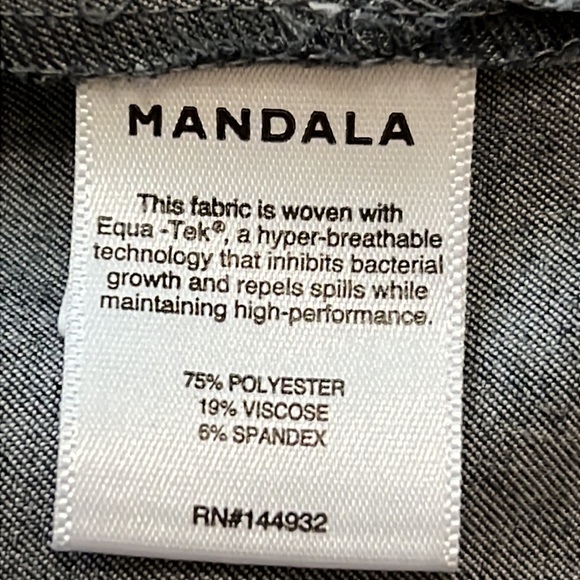 MANDALA
This fabric is woven with
Equa -Tek®, a hyper-breathable
technology that inhibits bacterial
growth and repels spills while
maintaining high-performance.
75% POLYESTER
19% VISCOSE
6% SPANDEX
RN#144932